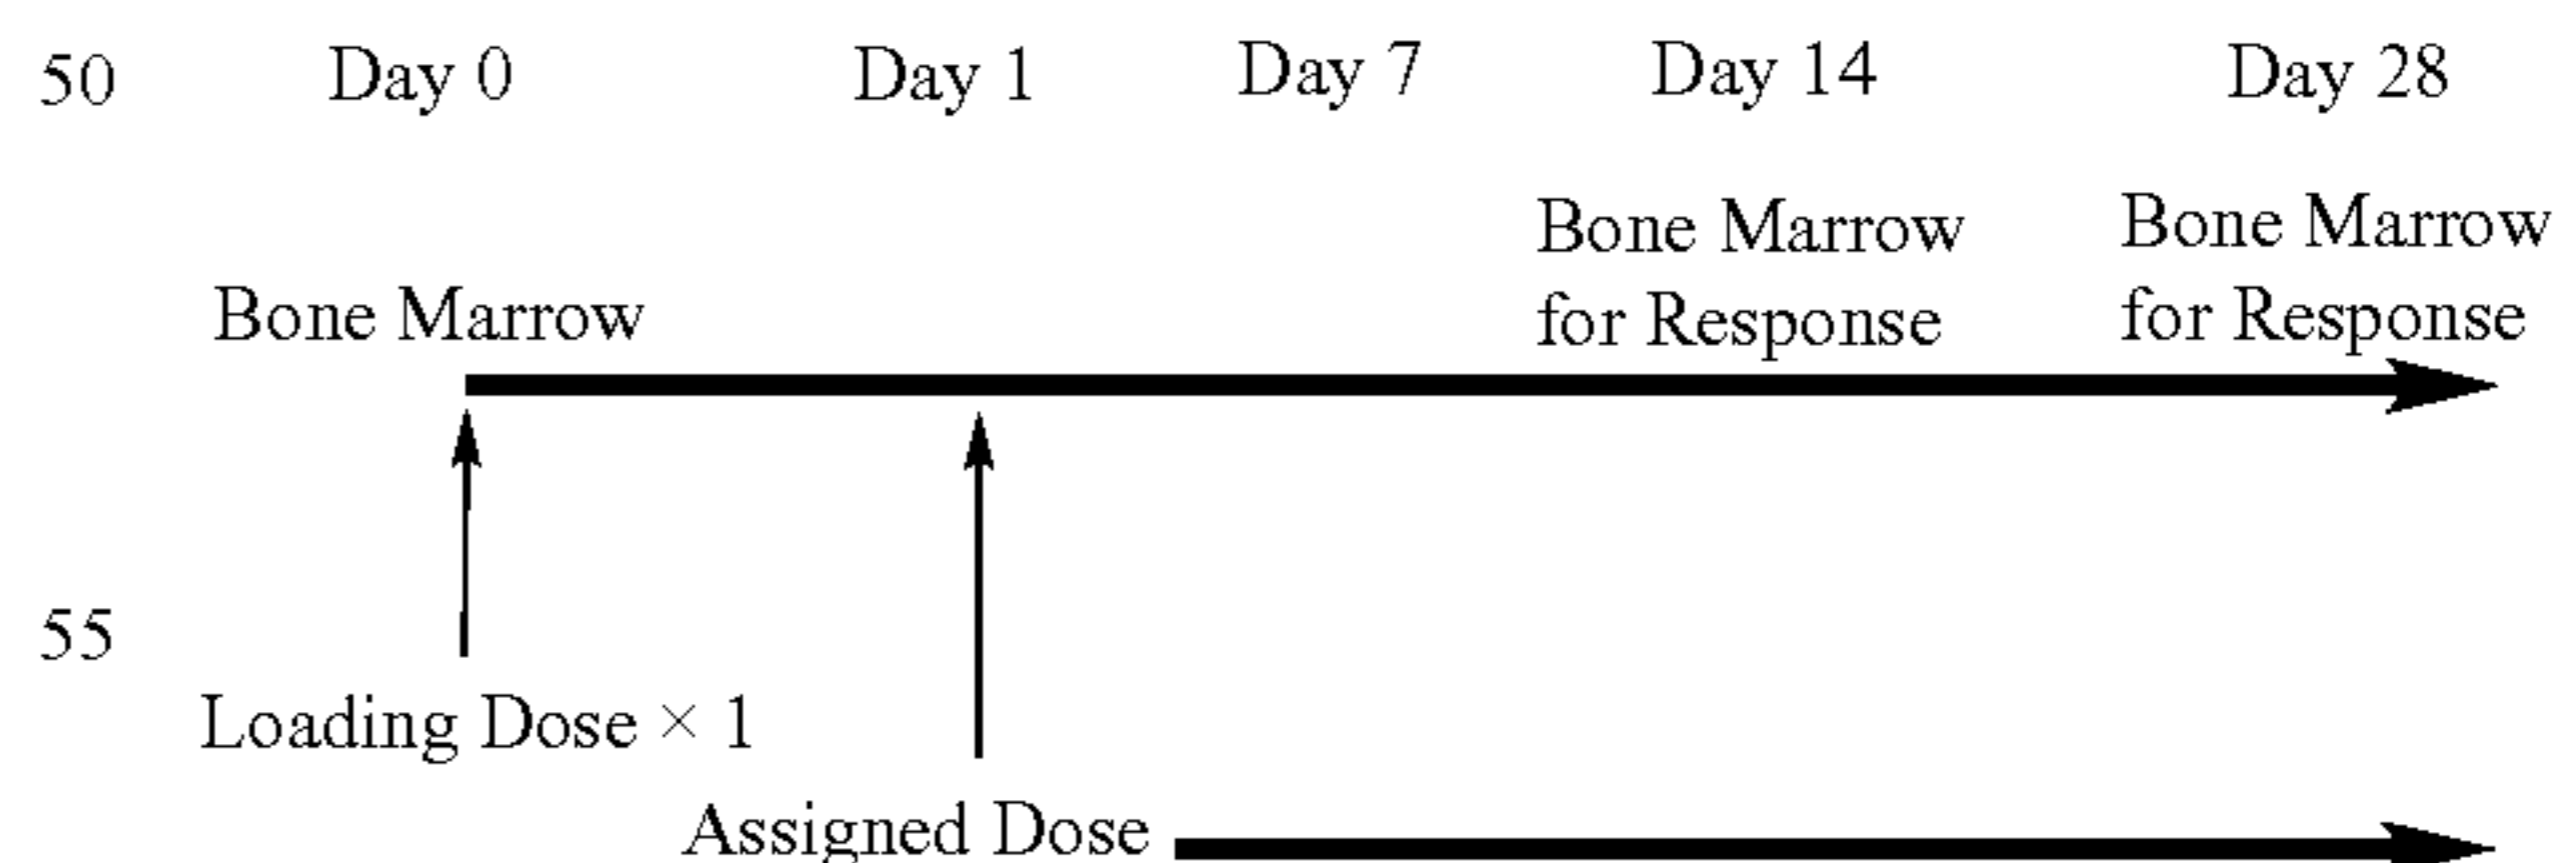 50 Day 0 Day 1 Day 7 Day 14 Day 28
Bone Marrow Bone Marrow
for Response for Response
Bone Marrow
55
Loading Dose × 1
Assigned Dose